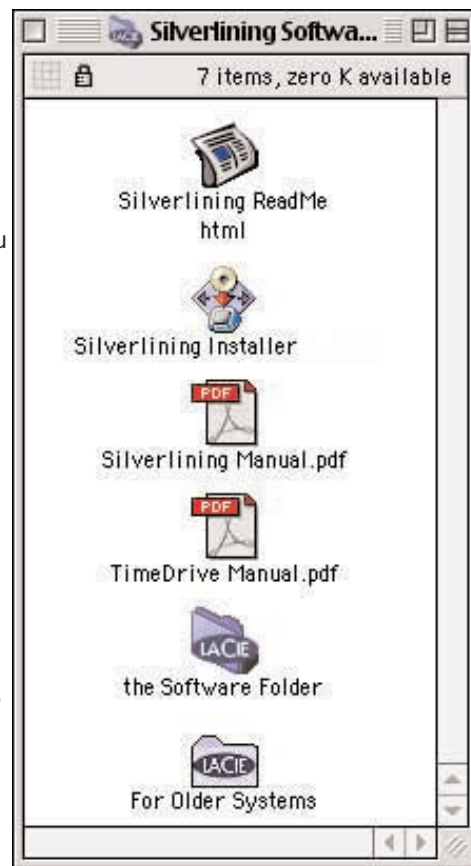 Silverlining Softwa...
7 items, zero K available
Silverlining ReadMe
html
u
Silverlining Installer
PDF
Silverlining Manual.pdf
PDF
TimeDrive Manual.pdf
LACIE
the Software Folder
LACIE
For Older Systems